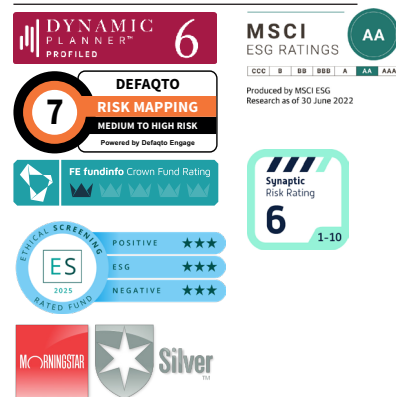 DYNAMIC
PLANNER™
PROFILED
6
DEFAQTO
7
RISK MAPPING
MEDIUM TO HIGH RISK
Powered by Defaqto Engage
FE fundinfo Crown Fund Rating
ETHICAL SCREENING
ES
2025
RATED FUND
POSITIVE
ESG
NEGATIVE
MORNINGSTAR
Silver™
MSCI
ESG RATINGS
AA
CCC B BB BBB A AA AAA
Produced by MSCI ESG
Research as of 30 June 2022
Synaptic
Risk Rating
6
1-10